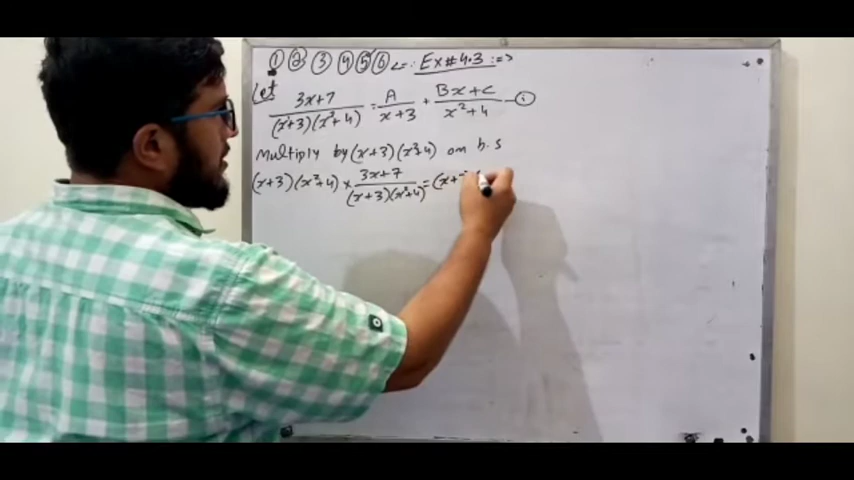 ① ② ③ ④ ⑤ ⑥ <= : Ex#4.3 :=>
Let
3x+7 / (x+3)(x²+4) = A / x+3 + Bx+C / x²+4 — (i)
Multiply by (x+3)(x²+4) on b.s
(x+3)(x²+4) × 3x+7 / (x+3)(x²+4) = (x+